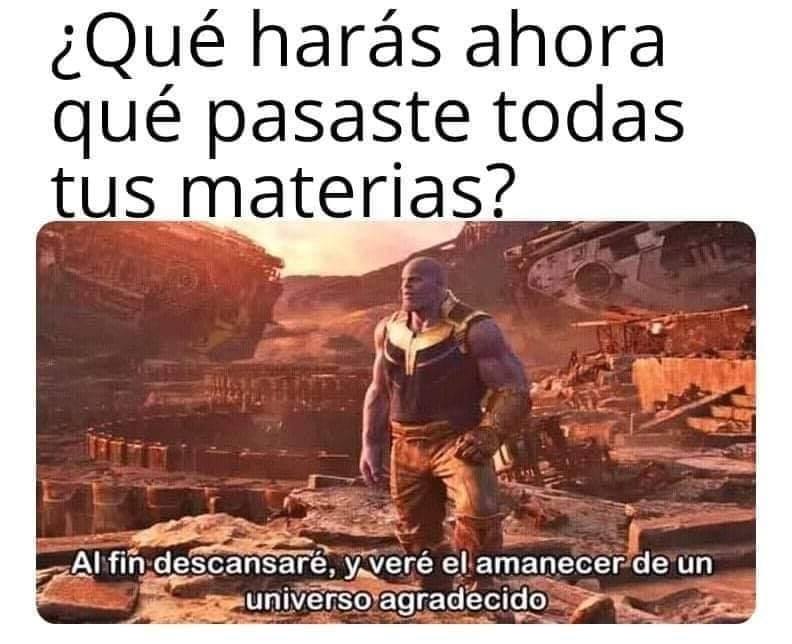 ¿Qué harás ahora
qué pasaste todas
tus materias?
Al fin descansaré, y veré el amanecer de un
universo agradecido